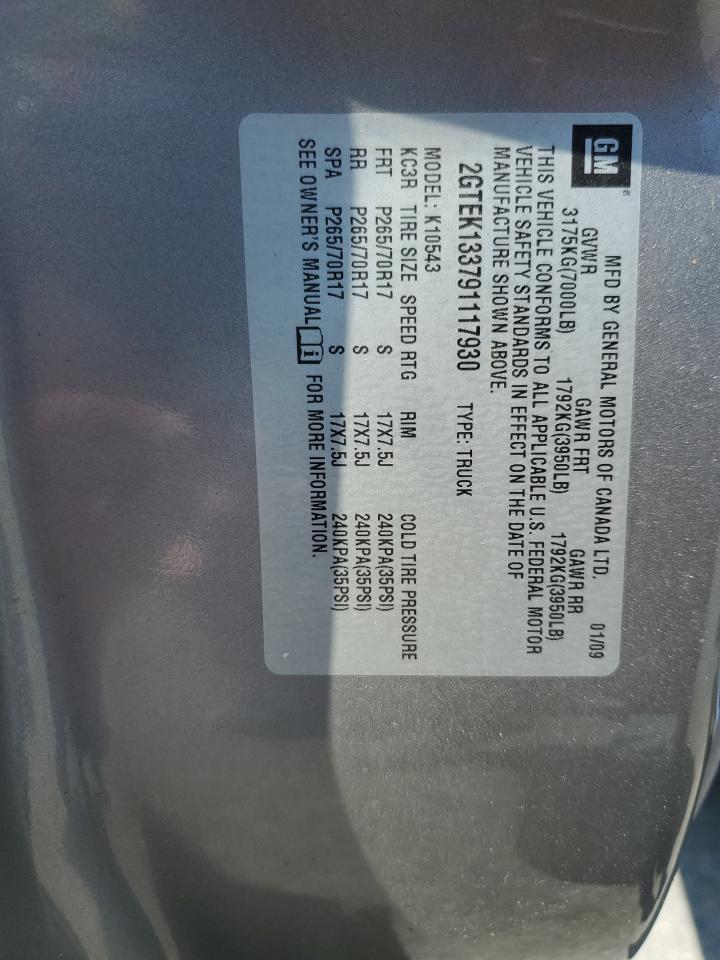 GM
MFD BY GENERAL MOTORS OF CANADA LTD.
01/09
GVWR GAWR FRT GAWR RR
3175KG(7000LB) 1792KG(3950LB) 1792KG(3950LB)
THIS VEHICLE CONFORMS TO ALL APPLICABLE U.S. FEDERAL MOTOR
VEHICLE SAFETY STANDARDS IN EFFECT ON THE DATE OF
MANUFACTURE SHOWN ABOVE.
2GTEK133791117930 TYPE: TRUCK
MODEL: K10543
KC3R TIRE SIZE SPEED RTG RIM COLD TIRE PRESSURE
FRT P265/70R17 S 17X7.5J 240KPA(35PSI)
RR P265/70R17 S 17X7.5J 240KPA(35PSI)
SPA P265/70R17 S 17X7.5J 240KPA(35PSI)
SEE OWNER'S MANUAL i FOR MORE INFORMATION.